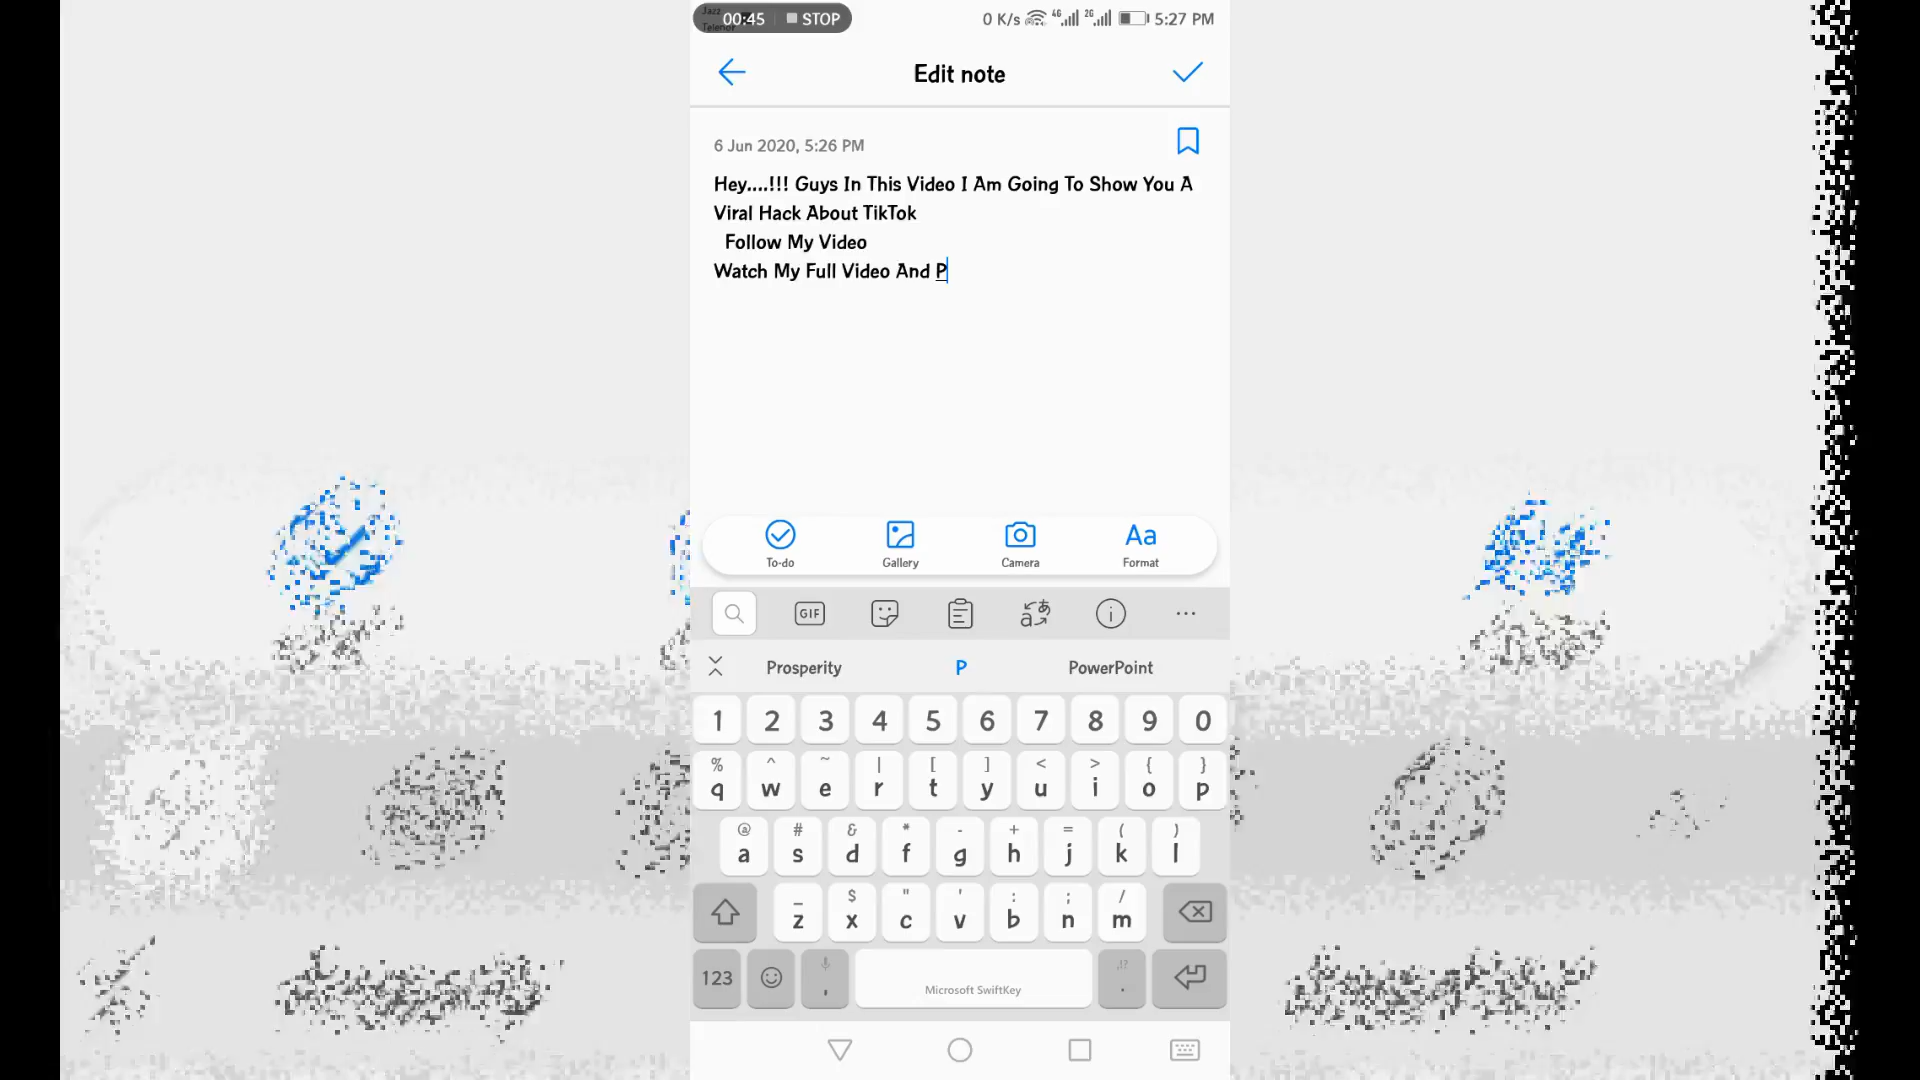 00:45 STOP
0 K/s 4G 2G 5:27 PM
Edit note
6 Jun 2020, 5:26 PM
Hey....!!! Guys In This Video I Am Going To Show You A
Viral Hack About TikTok
Follow My Video
Watch My Full Video And P
To-do Gallery Camera Format
GIF
Prosperity P PowerPoint
1 2 3 4 5 6 7 8 9 0
% ^ ~ | [ ] < > { }
q w e r t y u i o p
@ # & * - + = ( )
a s d f g h j k l
_ $ " ' : ; /
z x c v b n m
123 , Microsoft SwiftKey .